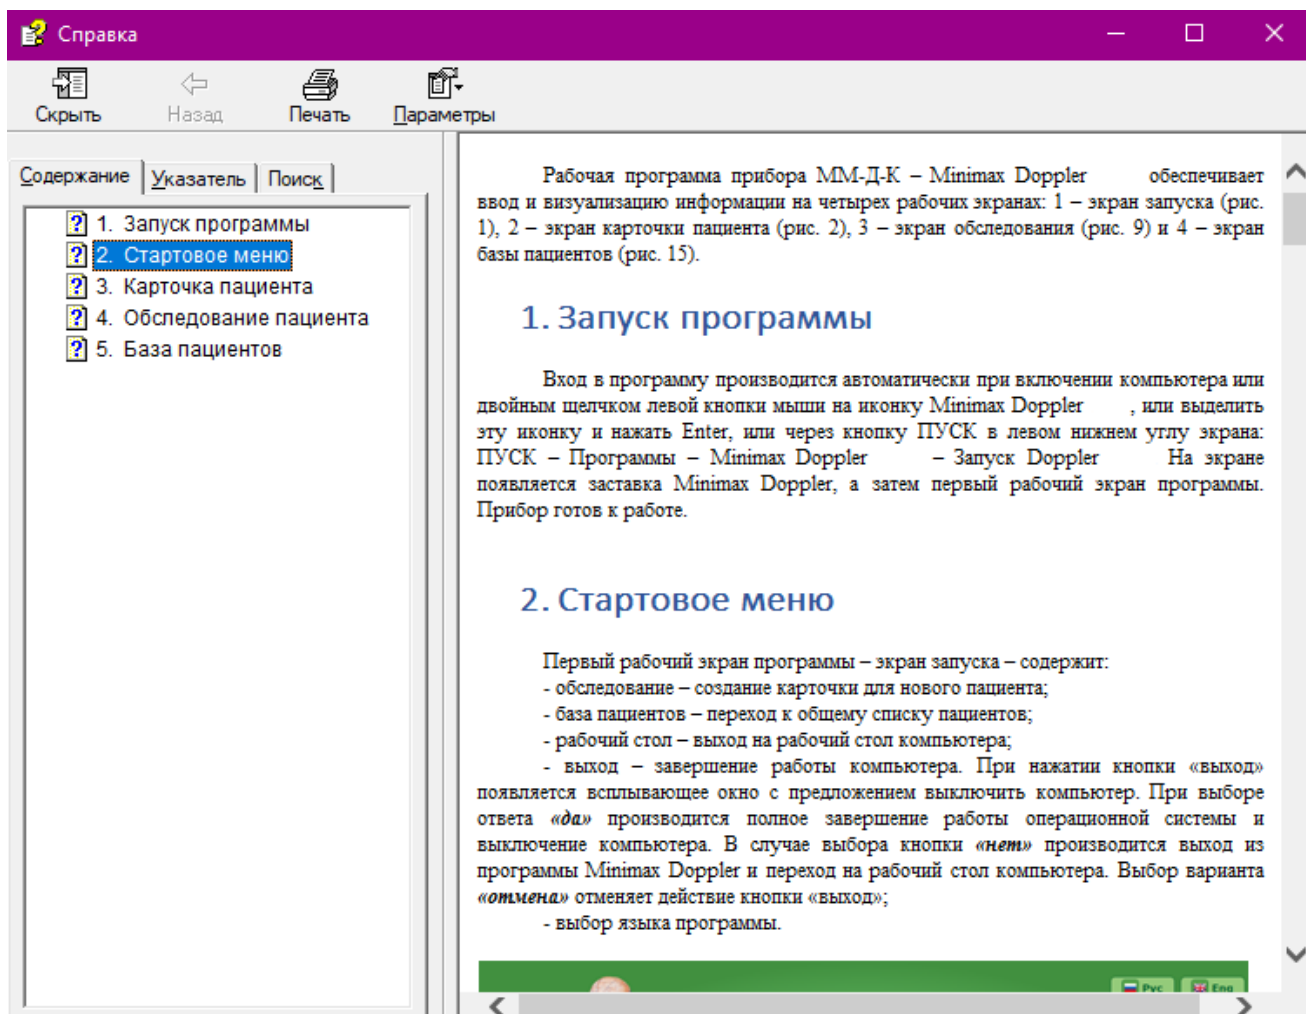 Справка
Скрыть
Назад
Печать
Параметры
Содержание
Указатель
Поиск
1. Запуск программы
2. Стартовое меню
3. Карточка пациента
4. Обследование пациента
5. База пациентов
Рабочая программа прибора ММ-Д-К – Minimax Doppler обеспечивает
ввод и визуализацию информации на четырех рабочих экранах: 1 – экран запуска (рис.
1), 2 – экран карточки пациента (рис. 2), 3 – экран обследования (рис. 9) и 4 – экран
базы пациентов (рис. 15).
1. Запуск программы
Вход в программу производится автоматически при включении компьютера или
двойным щелчком левой кнопки мыши на иконку Minimax Doppler , или выделить
эту иконку и нажать Enter, или через кнопку ПУСК в левом нижнем углу экрана:
ПУСК – Программы – Minimax Doppler – Запуск Doppler На экране
появляется заставка Minimax Doppler, а затем первый рабочий экран программы.
Прибор готов к работе.
2. Стартовое меню
Первый рабочий экран программы – экран запуска – содержит:
- обследование – создание карточки для нового пациента;
- база пациентов – переход к общему списку пациентов;
- рабочий стол – выход на рабочий стол компьютера;
- выход – завершение работы компьютера. При нажатии кнопки «выход»
появляется всплывающее окно с предложением выключить компьютер. При выборе
ответа «да» производится полное завершение работы операционной системы и
выключение компьютера. В случае выбора кнопки «нет» производится выход из
программы Minimax Doppler и переход на рабочий стол компьютера. Выбор варианта
«отмена» отменяет действие кнопки «выход»;
- выбор языка программы.
Рус
Eng